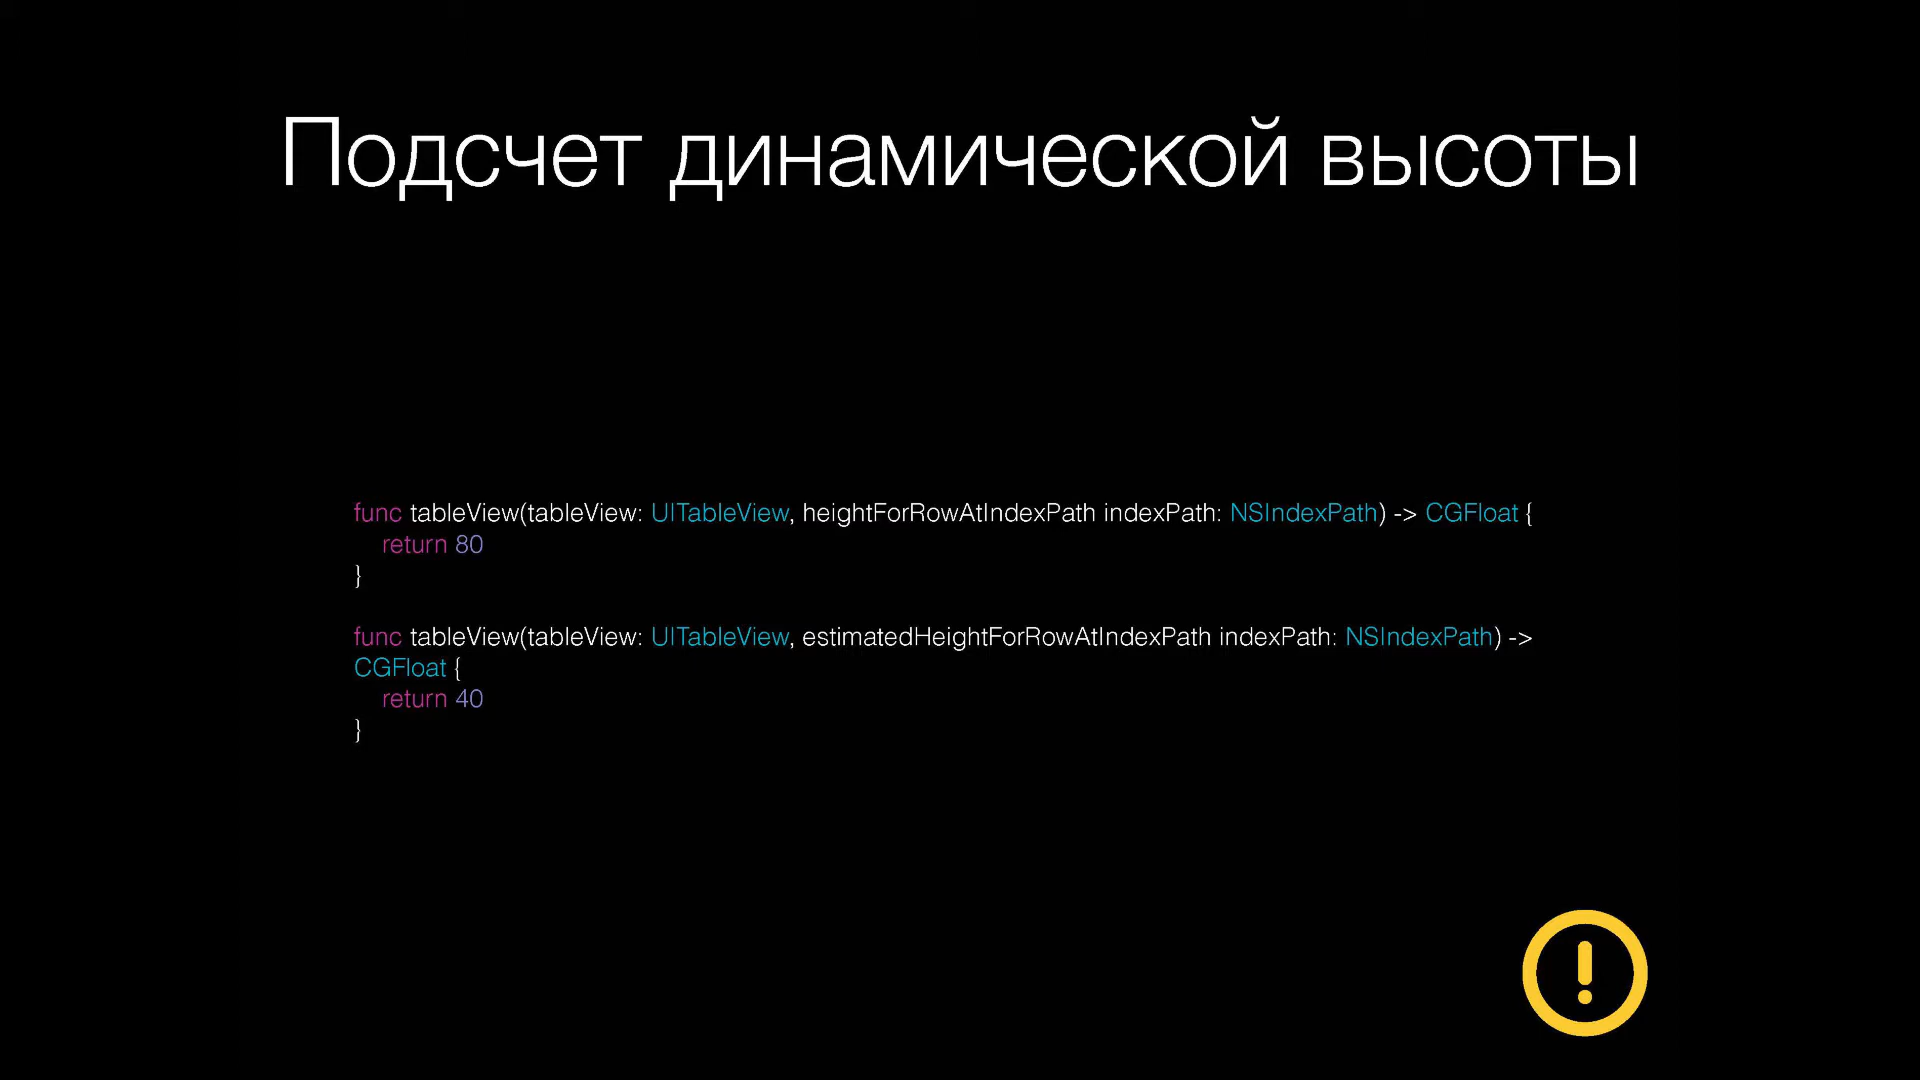 Подсчет динамической высоты
func tableView(tableView: UITableView, heightForRowAtIndexPath indexPath: NSIndexPath) -> CGFloat {
return 80
}
func tableView(tableView: UITableView, estimatedHeightForRowAtIndexPath indexPath: NSIndexPath) ->
CGFloat {
return 40
}